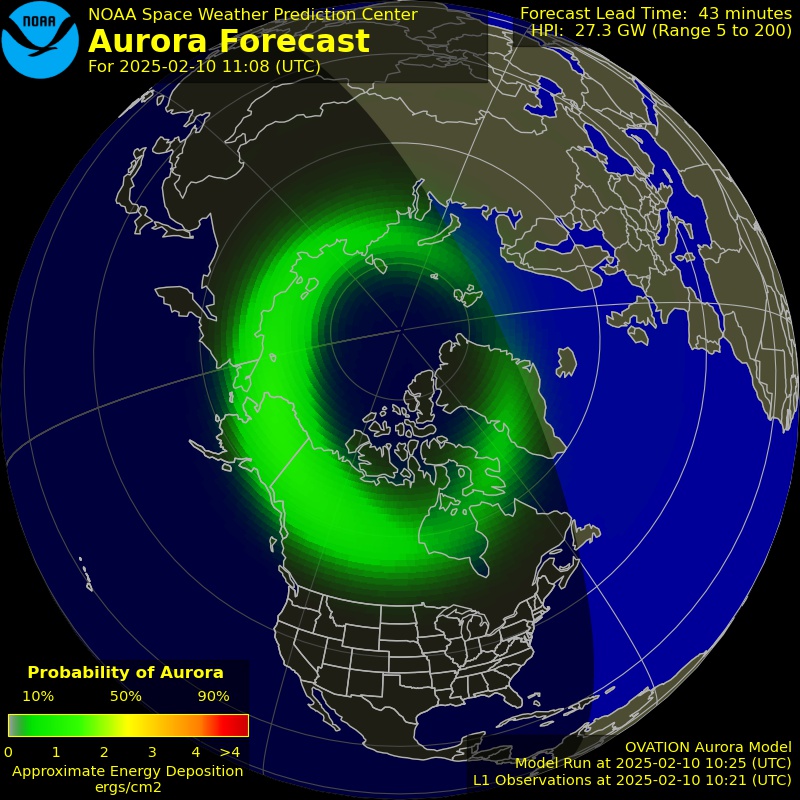 NOAA
NOAA Space Weather Prediction Center
Aurora Forecast
For 2025-02-10 11:08 (UTC)
Forecast Lead Time:  43 minutes
HPI:  27.3 GW (Range 5 to 200)
Probability of Aurora
10% 50% 90%
0 1 2 3 4 >4
Approximate Energy Deposition
ergs/cm2
OVATION Aurora Model
Model Run at 2025-02-10 10:25 (UTC)
L1 Observations at 2025-02-10 10:21 (UTC)